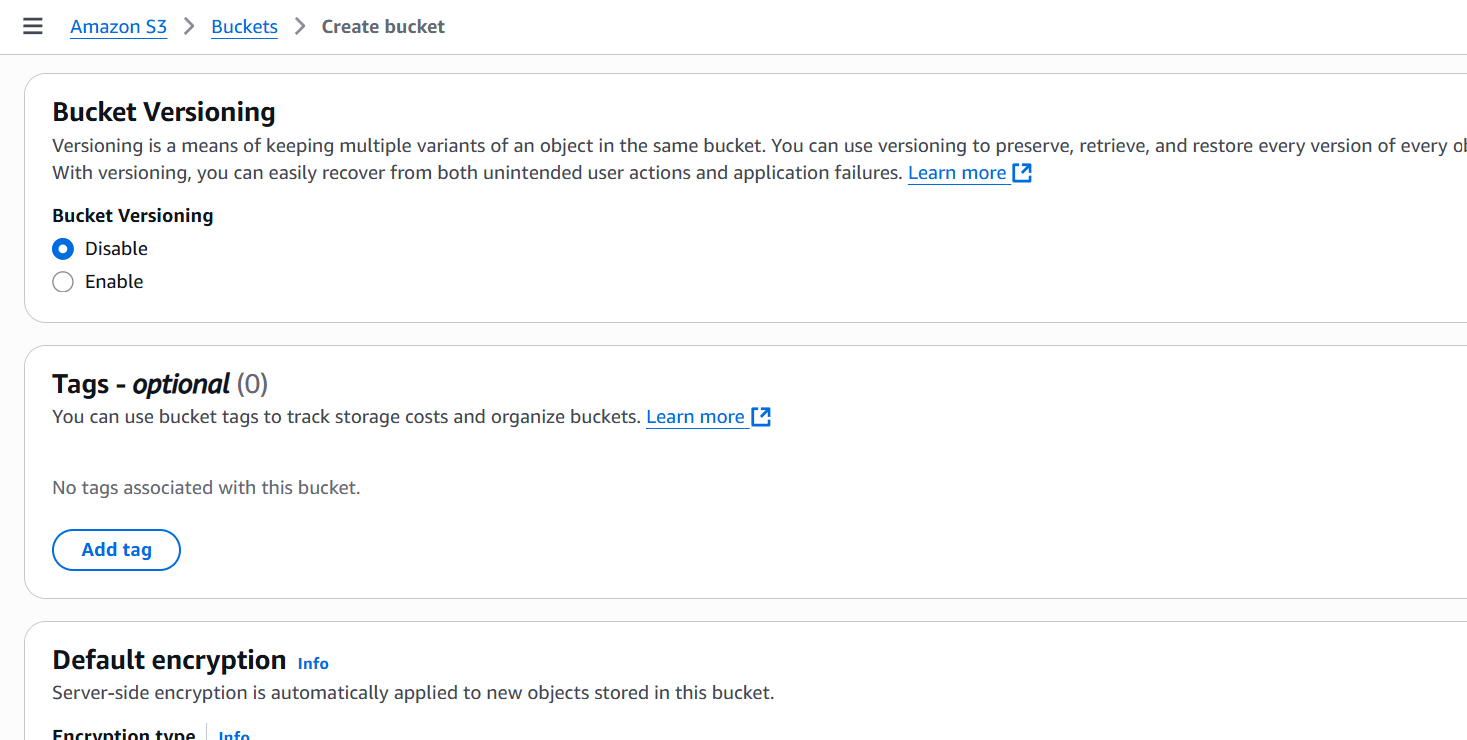 Amazon S3 > Buckets > Create bucket
Bucket Versioning
Versioning is a means of keeping multiple variants of an object in the same bucket. You can use versioning to preserve, retrieve, and restore every version of every
With versioning, you can easily recover from both unintended user actions and application failures. Learn more
Bucket Versioning
Disable
Enable
Tags - optional (0)
You can use bucket tags to track storage costs and organize buckets. Learn more
No tags associated with this bucket.
Add tag
Default encryption Info
Server-side encryption is automatically applied to new objects stored in this bucket.
Encryption type Info